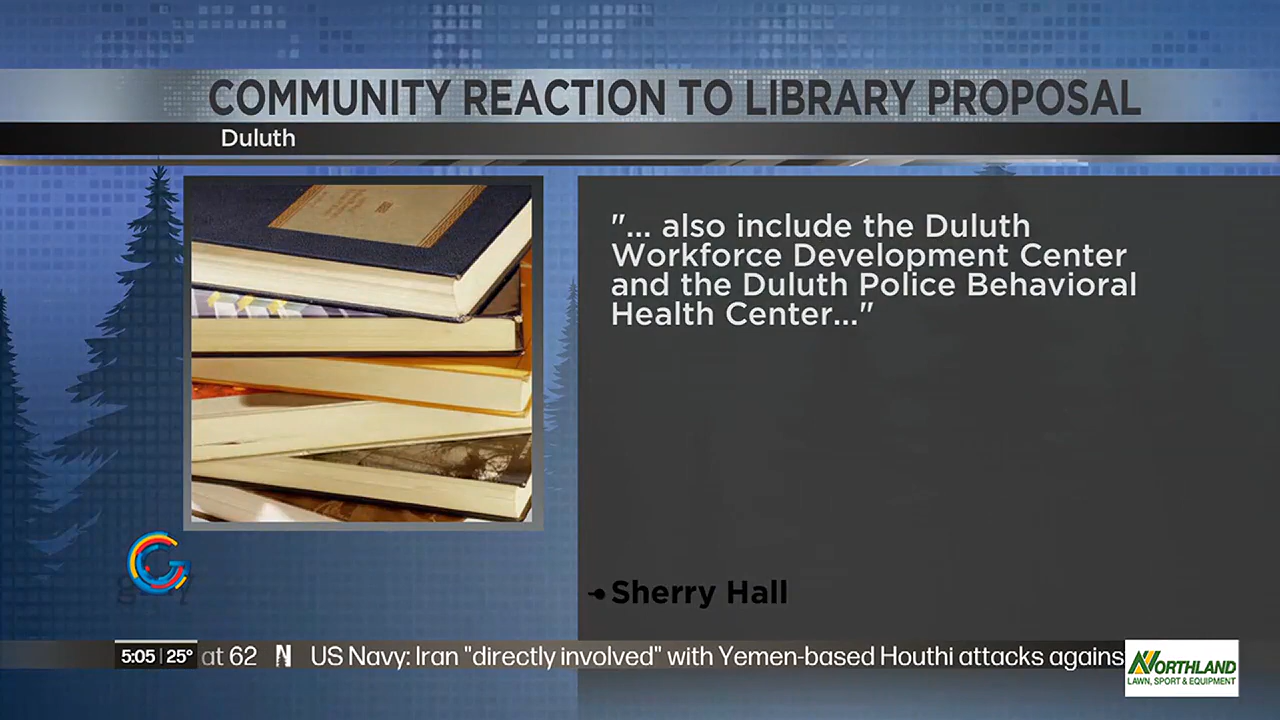 COMMUNITY REACTION TO LIBRARY PROPOSAL
Duluth
"... also include the Duluth
Workforce Development Center
and the Duluth Police Behavioral
Health Center..."
Sherry Hall
5:05 25° at 62 US Navy: Iran "directly involved" with Yemen-based Houthi attacks agains
NORTHLAND
LAWN, SPORT & EQUIPMENT